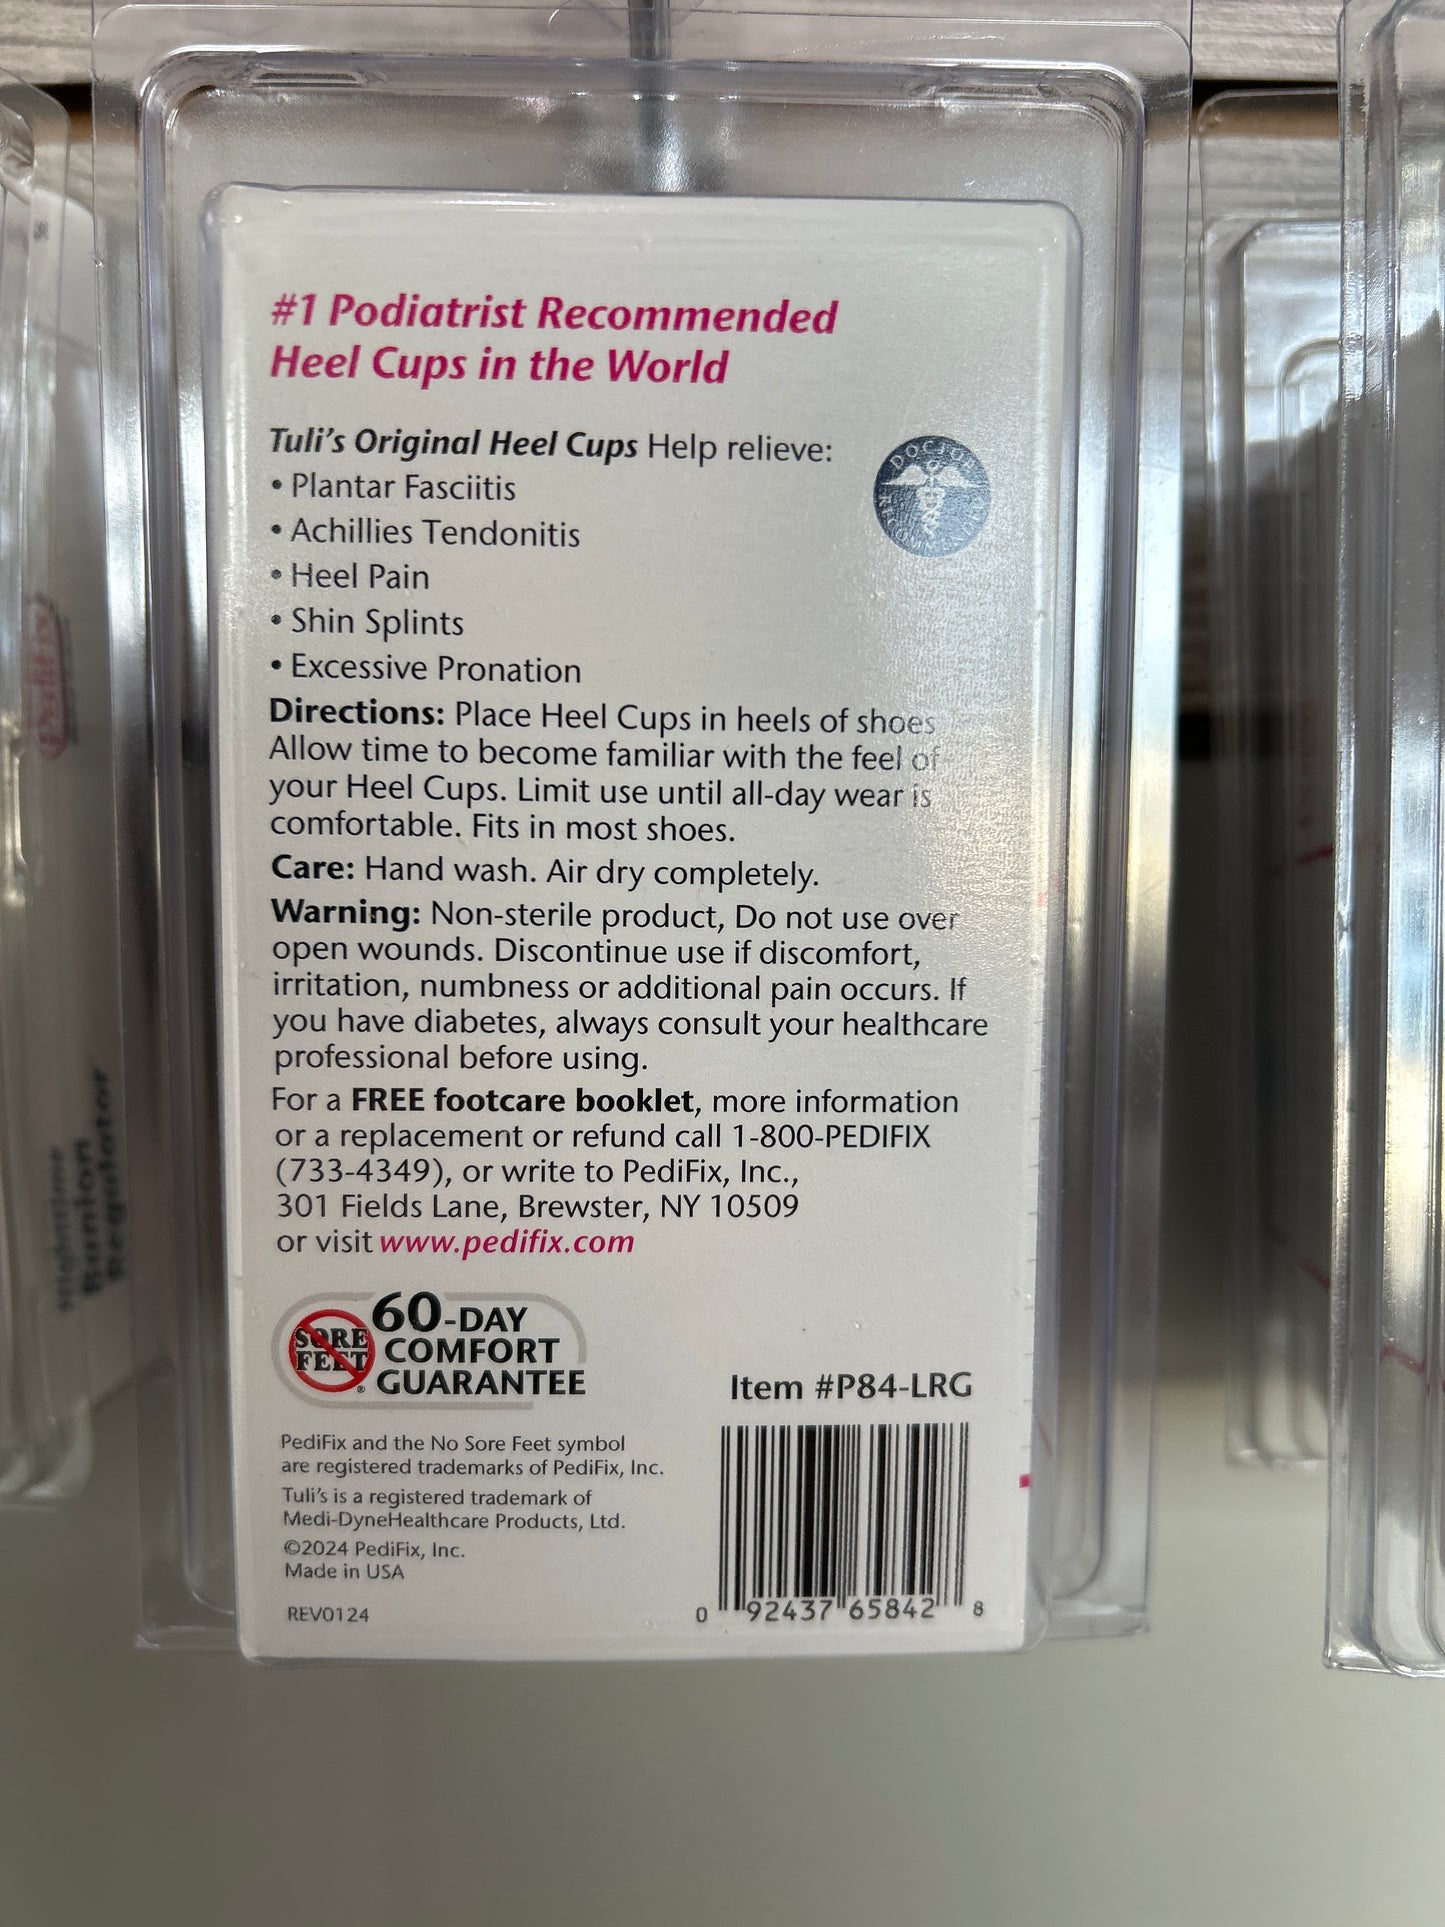 #1 Podiatrist Recommended
Heel Cups in the World
Tuli's Original Heel Cups Help relieve:
• Plantar Fasciitis
• Achillies Tendonitis
• Heel Pain
• Shin Splints
• Excessive Pronation
DOCTOR RECOMMENDED
Directions: Place Heel Cups in heels of shoes
Allow time to become familiar with the feel of
your Heel Cups. Limit use until all-day wear is
comfortable. Fits in most shoes.
Care: Hand wash. Air dry completely.
Warning: Non-sterile product, Do not use over
open wounds. Discontinue use if discomfort,
irritation, numbness or additional pain occurs. If
you have diabetes, always consult your healthcare
professional before using.
For a FREE footcare booklet, more information
or a replacement or refund call 1-800-PEDIFIX
(733-4349), or write to PediFix, Inc.,
301 Fields Lane, Brewster, NY 10509
or visit www.pedifix.com
SORE
FEET
®
60-DAY
COMFORT
GUARANTEE
Item #P84-LRG
PediFix and the No Sore Feet symbol
are registered trademarks of PediFix, Inc.
Tuli's is a registered trademark of
Medi-DyneHealthcare Products, Ltd.
©2024 PediFix, Inc.
Made in USA
REV0124
0 92437 65842 8
PediFix
Nighttime
Bunion
Regulator